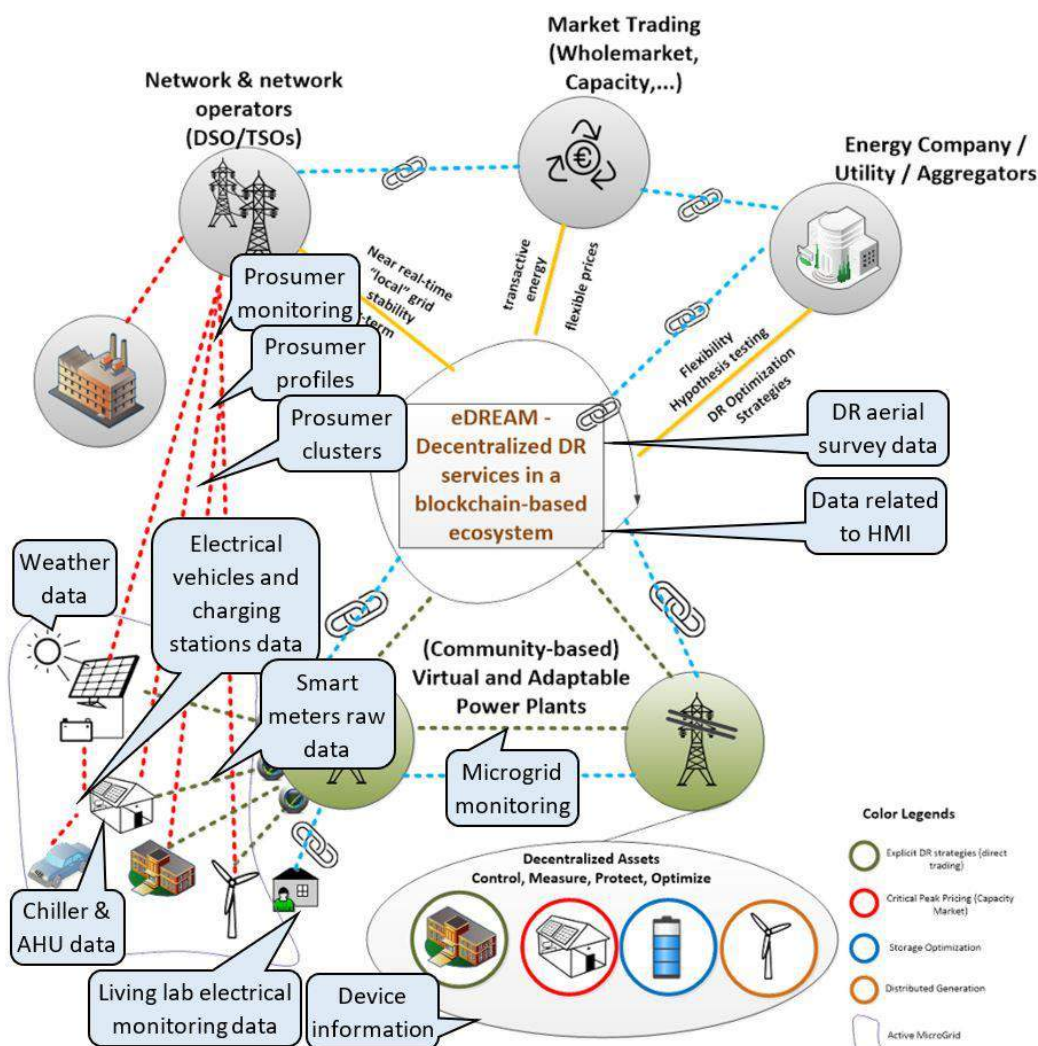 Market Trading
(Wholemarket,
Capacity,...)
Network & network
operators
(DSO/TSOs)
Energy Company /
Utility / Aggregators
Near real-time
"local" grid
stability
-term
transactive
energy
flexible prices
Flexibility
Hypothesis testing
DR Optimization
Strategies
Prosumer
monitoring
Prosumer
profiles
Prosumer
clusters
eDREAM -
Decentralized DR
services in a
blockchain-based
ecosystem
DR aerial
survey data
Data related
to HMI
Weather
data
Electrical
vehicles and
charging
stations data
Smart
meters raw
data
(Community-based)
Virtual and Adaptable
Power Plants
Microgrid
monitoring
Chiller &
AHU data
Living lab electrical
monitoring data
Device
information
Decentralized Assets
Control, Measure, Protect, Optimize
Color Legends
Explicit DR strategies (direct
trading)
Critical Peak Pricing (Capacity
Market)
Storage Optimization
Distributed Generation
Active MicroGrid